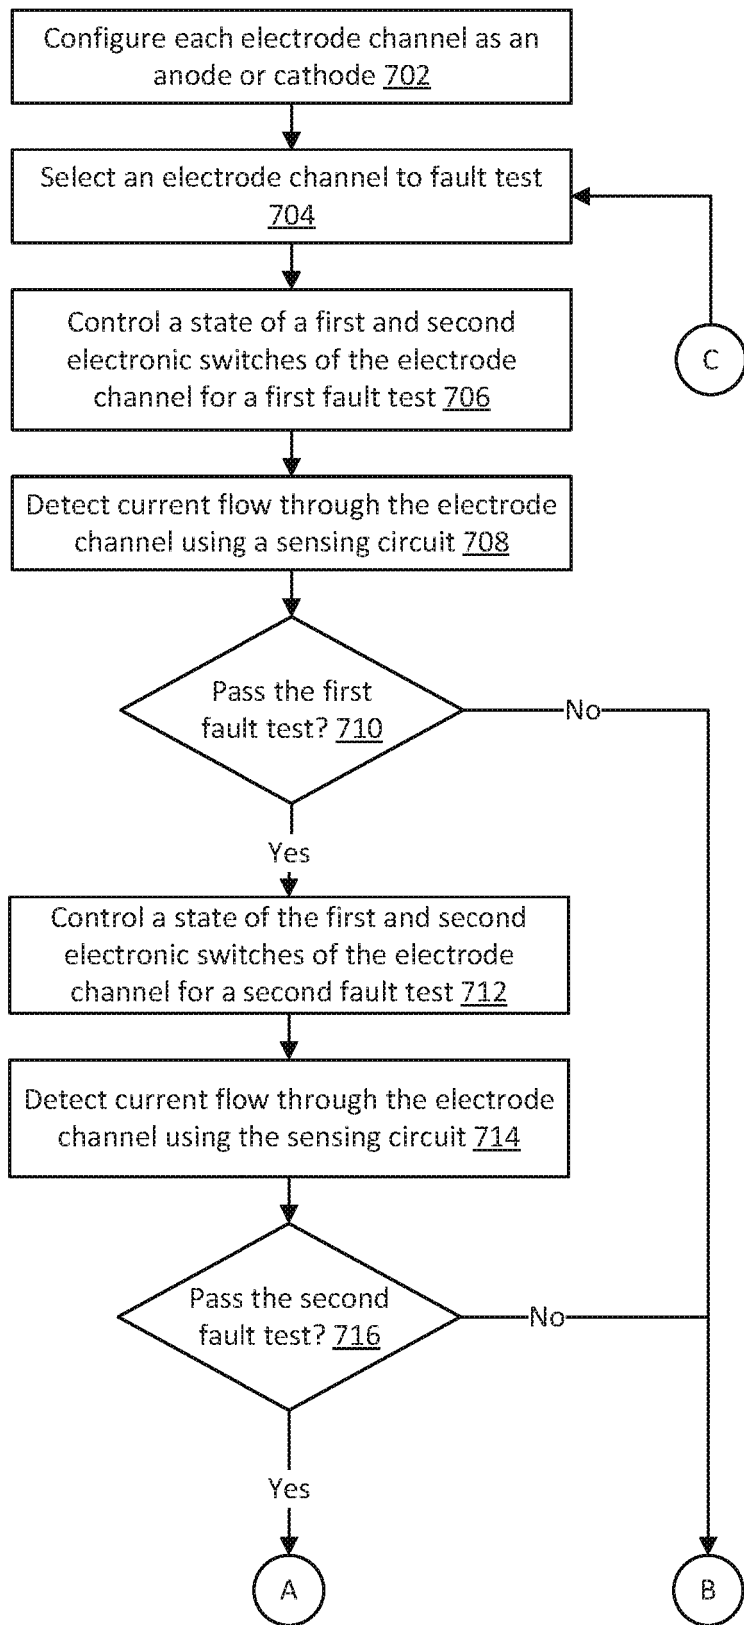 Configure each electrode channel as an
anode or cathode 702
Select an electrode channel to fault test
704
Control a state of a first and second
electronic switches of the electrode
channel for a first fault test 706
C
Detect current flow through the electrode
channel using a sensing circuit 708
Pass the first
fault test? 710
No
Yes
Control a state of the first and second
electronic switches of the electrode
channel for a second fault test 712
Detect current flow through the electrode
channel using the sensing circuit 714
Pass the second
fault test? 716
No
Yes
A
B